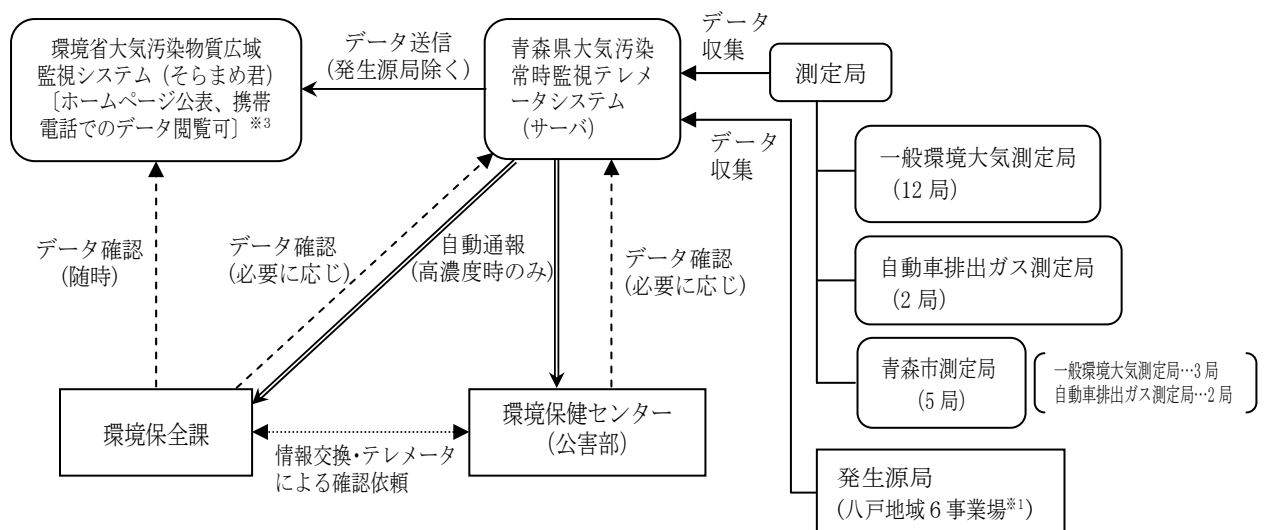 環境省大気汚染物質広域
監視システム（そらまめ君）
〔ホームページ公表、携帯
電話でのデータ閲覧可〕※3
データ送信
(発生源局除く)
青森県大気汚染
常時監視テレメ
ータシステム
(サーバ)
データ
収集
測定局
データ
収集
一般環境大気測定局
(12 局)
自動車排出ガス測定局
(2 局)
青森市測定局
(5 局)
一般環境大気測定局…3 局
自動車排出ガス測定局…2 局
発生源局
(八戸地域 6 事業場※1)
データ確認
(随時)
データ確認
(必要に応じ)
自動通報
(高濃度時のみ)
データ確認
(必要に応じ)
環境保全課
情報交換・テレメータ
による確認依頼
環境保健センター
(公害部)